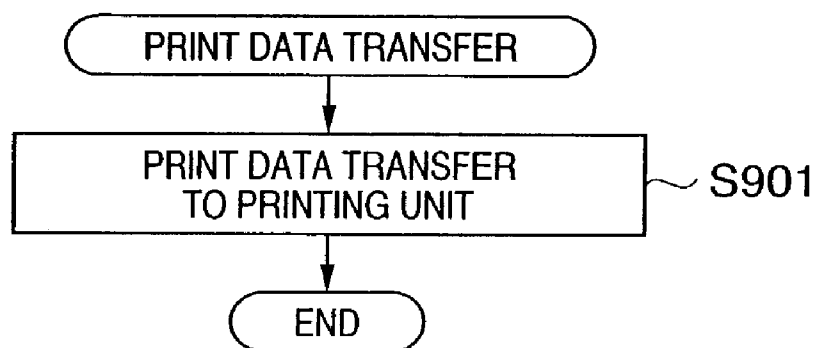 PRINT DATA TRANSFER
PRINT DATA TRANSFER
TO PRINTING UNIT
S901
END